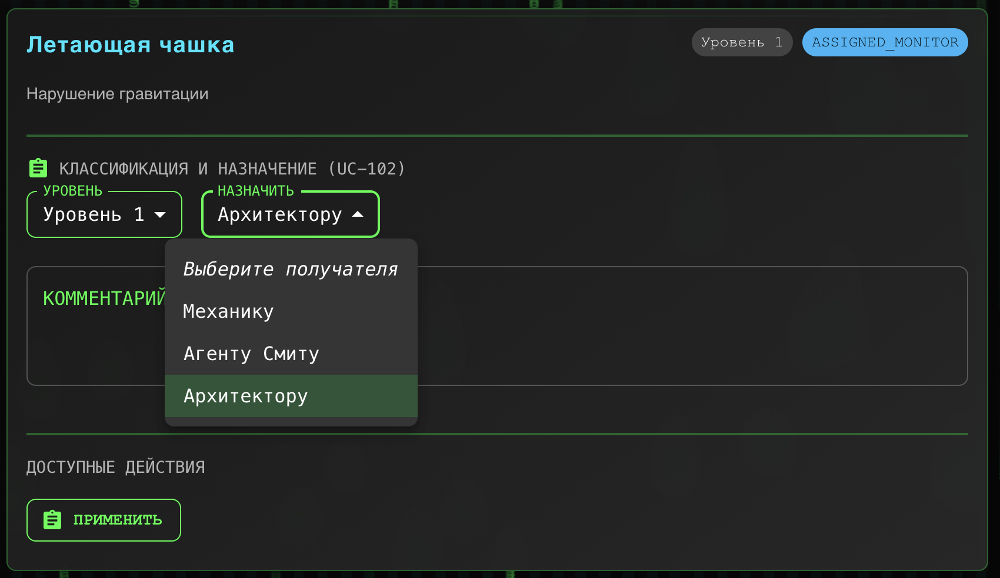 Летающая чашка
Уровень 1
ASSIGNED_MONITOR
Нарушение гравитации
КЛАССИФИКАЦИЯ И НАЗНАЧЕНИЕ (UC-102)
УРОВЕНЬ
Уровень 1
НАЗНАЧИТЬ
Архитектору
Выберите получателя
Механику
Агенту Смиту
Архитектору
КОММЕНТАРИЙ
ДОСТУПНЫЕ ДЕЙСТВИЯ
ПРИМЕНИТЬ